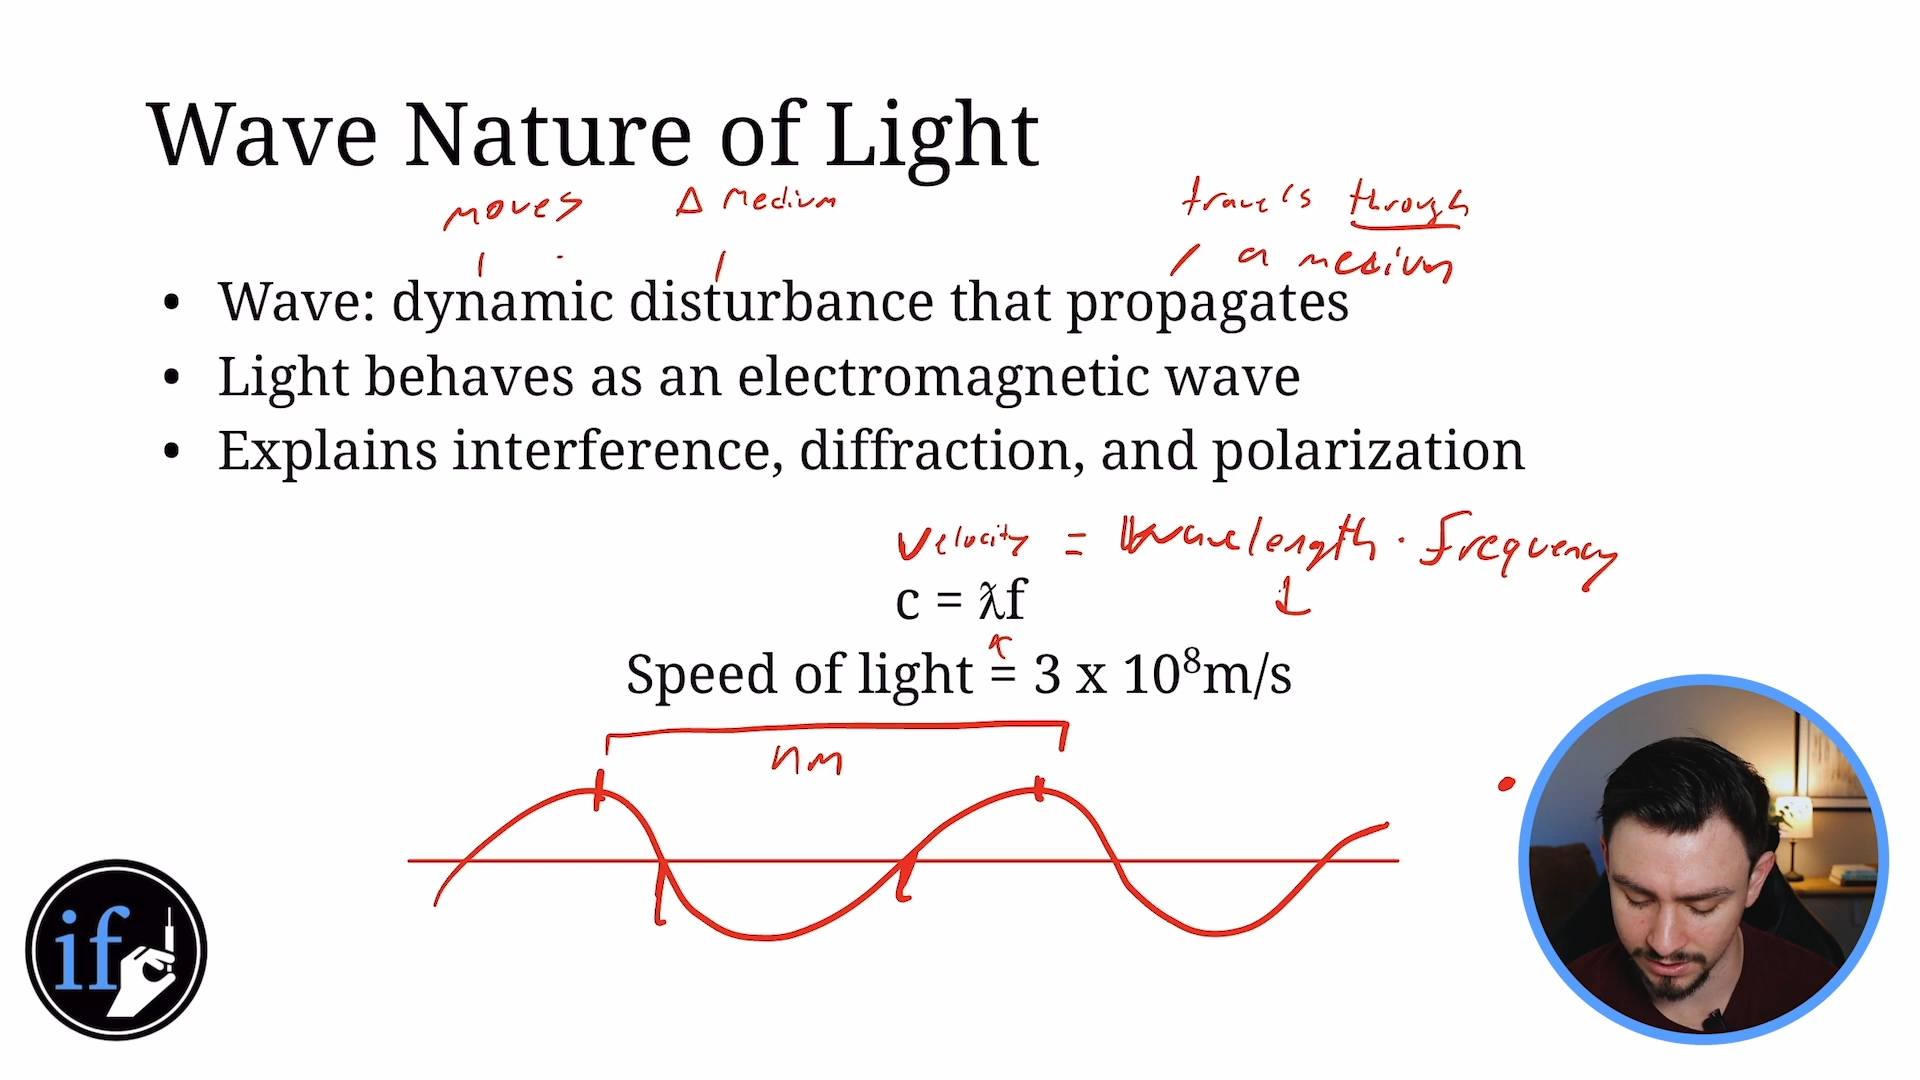 Wave Nature of Light
moves Δ Medium travels through
a medium
• Wave: dynamic disturbance that propagates
• Light behaves as an electromagnetic wave
• Explains interference, diffraction, and polarization
Velocity = wavelength · Frequency
c = λf
Speed of light = 3 x 10⁸m/s
nm
if